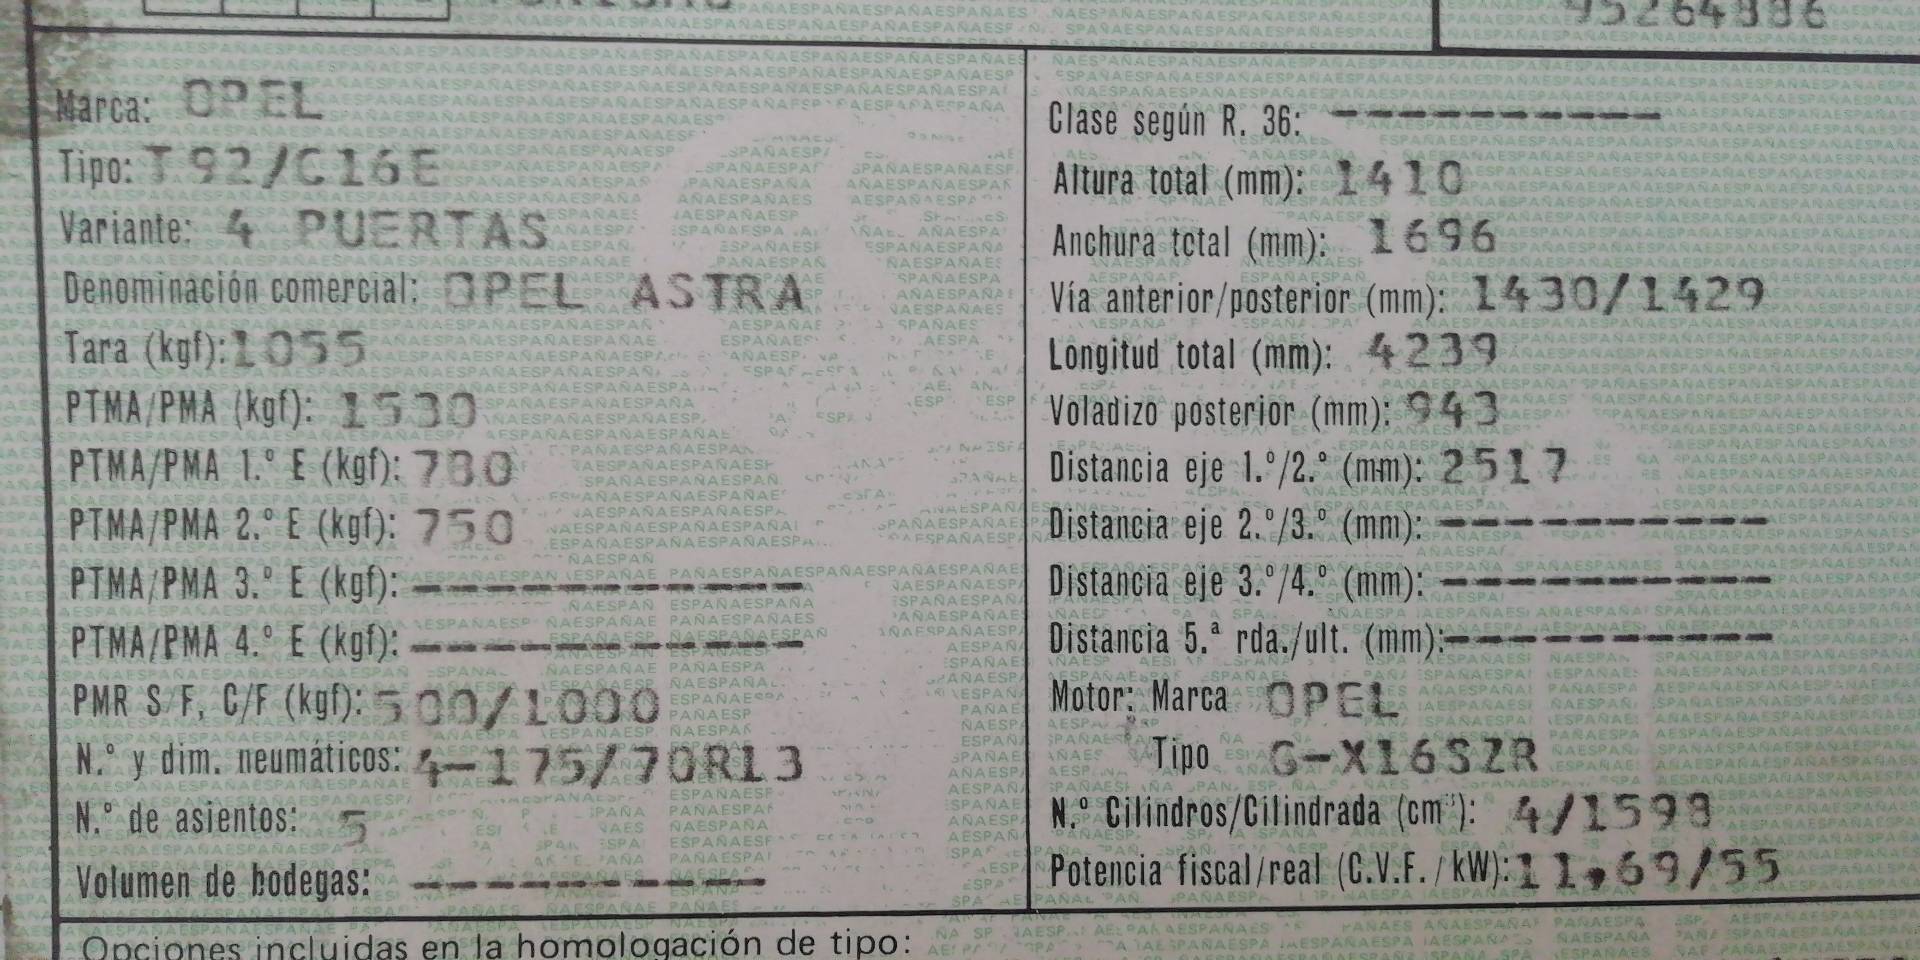 Marca: OPEL
Tipo: T92/C16E
Variante: 4 PUERTAS
Denominación comercial: OPEL ASTRA
Tara (kgf): 1055
PTMA/PMA (kgf): 1530
PTMA/PMA 1.º E (kgf): 780
PTMA/PMA 2.º E (kgf): 750
PTMA/PMA 3.º E (kgf): -----------
PTMA/PMA 4.º E (kgf): -----------
PMR S/F, C/F (kgf): 500/1000
N.º y dim. neumáticos: 4-175/70R13
N.º de asientos: 5
Volumen de bodegas: ----------
Clase según R. 36: ----------
Altura total (mm): 1410
Anchura total (mm): 1696
Vía anterior/posterior (mm): 1430/1429
Longitud total (mm): 4239
Voladizo posterior (mm): 943
Distancia eje 1.º/2.º (mm): 2517
Distancia eje 2.º/3.º (mm): ----------
Distancia eje 3.º/4.º (mm): ----------
Distancia 5.ª rda./ult. (mm): ----------
Motor: Marca OPEL
Tipo G-X16SZR
N.º Cilindros/Cilindrada (cm³): 4/1598
Potencia fiscal/real (C.V.F./kW): 11,69/55
Opciones incluidas en la homologación de tipo: